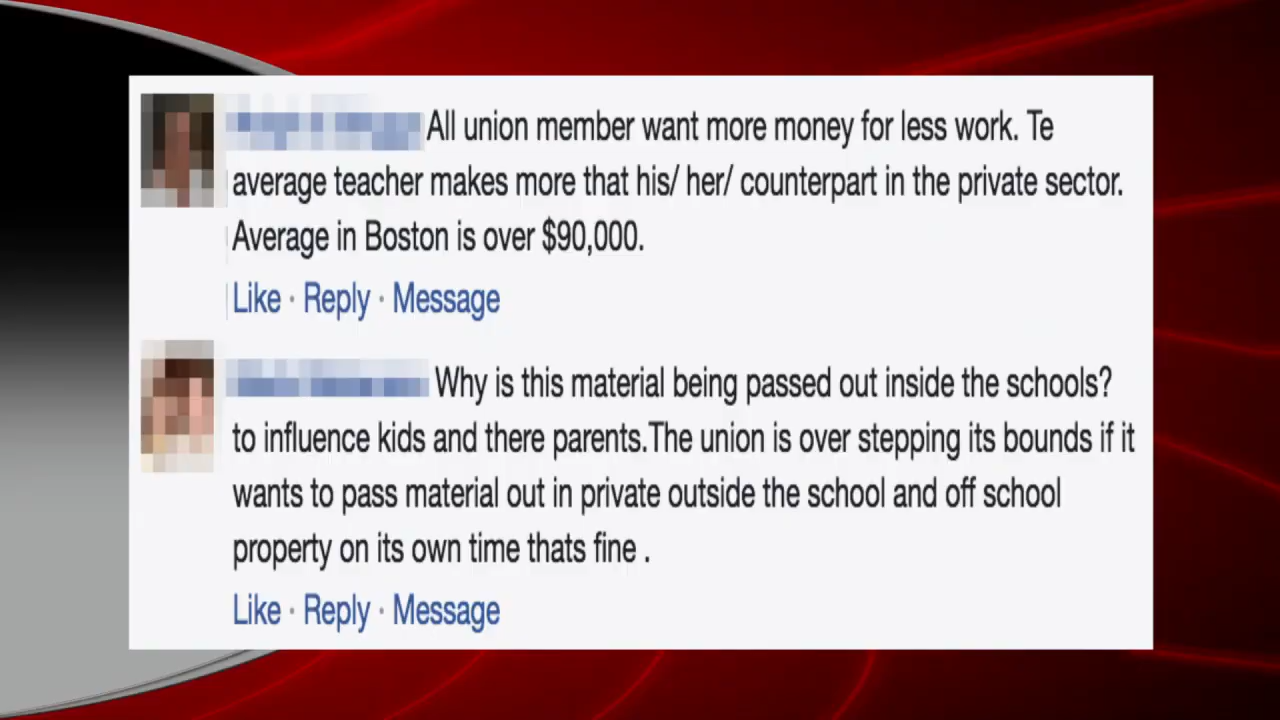 All union member want more money for less work. Te
average teacher makes more that his/ her/ counterpart in the private sector.
Average in Boston is over $90,000.
Like · Reply · Message
Why is this material being passed out inside the schools?
to influence kids and there parents.The union is over stepping its bounds if it
wants to pass material out in private outside the school and off school
property on its own time thats fine .
Like · Reply · Message